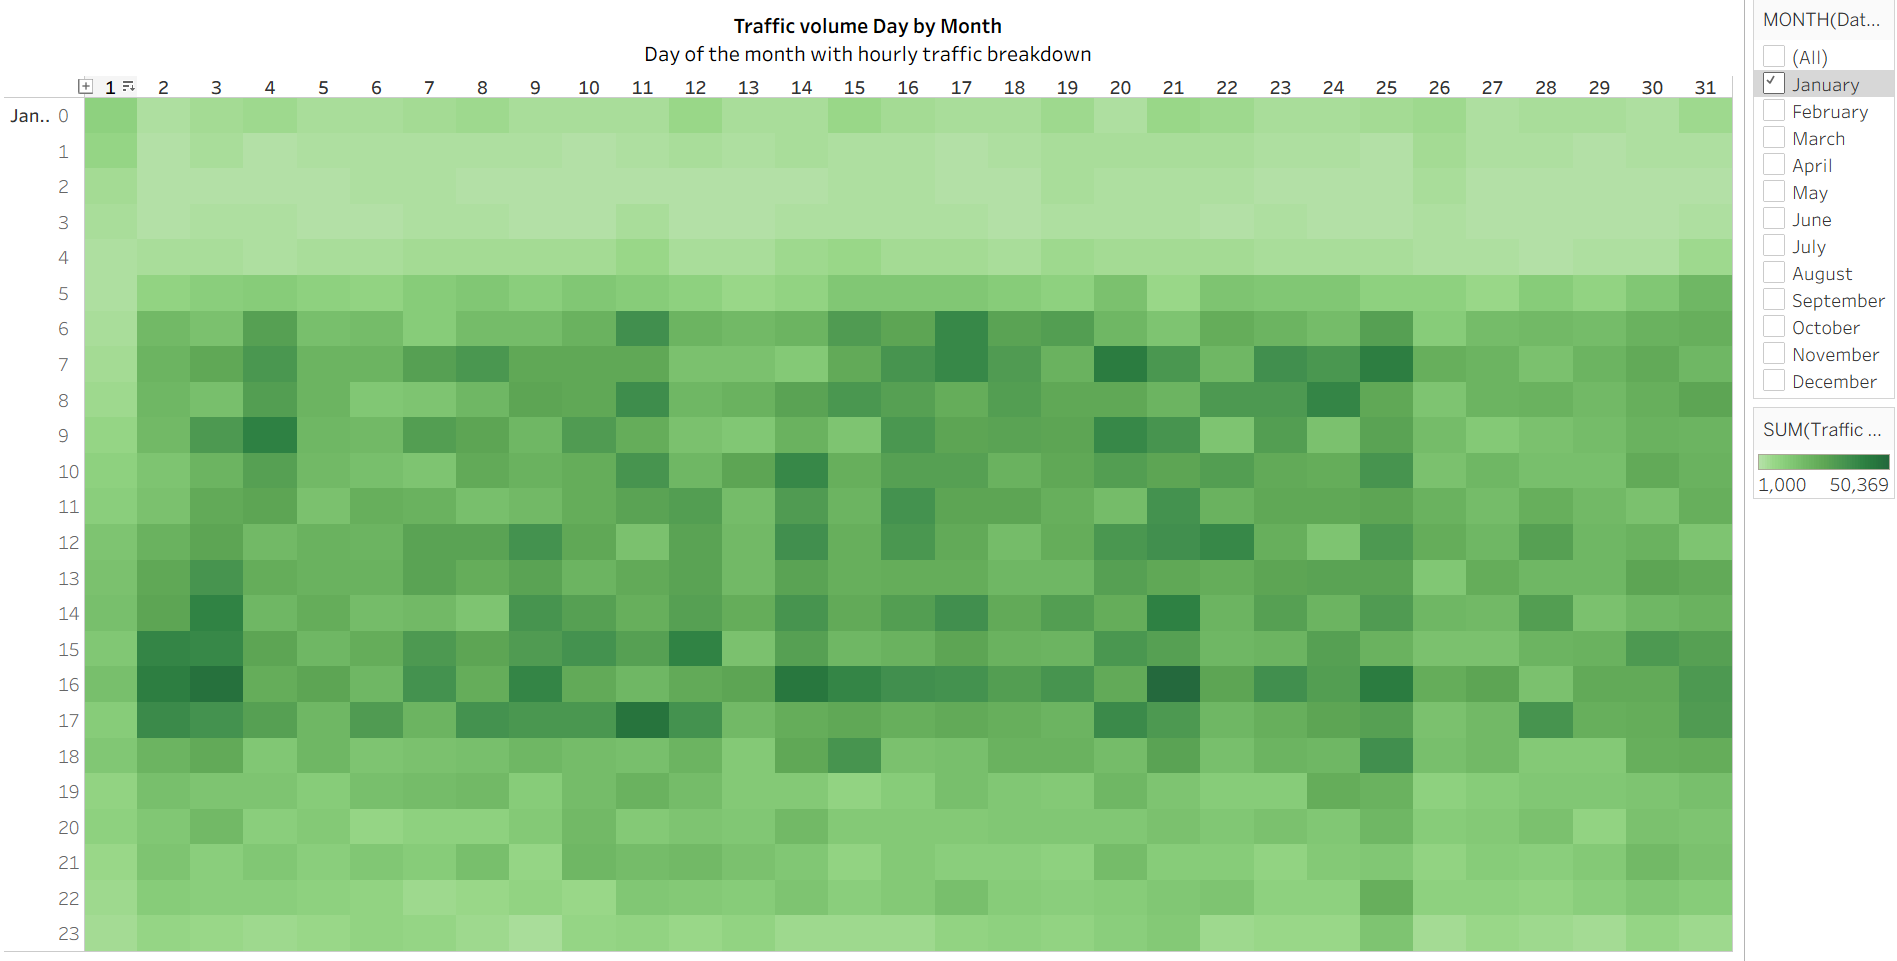 Traffic volume Day by Month
Day of the month with hourly traffic breakdown
1 2 3 4 5 6 7 8 9 10 11 12 13 14 15 16 17 18 19 20 21 22 23 24 25 26 27 28 29 30 31
Jan.. 0
1
2
3
4
5
6
7
8
9
10
11
12
13
14
15
16
17
18
19
20
21
22
23
MONTH(Dat...
(All)
January
February
March
April
May
June
July
August
September
October
November
December
SUM(Traffic ...
1,000 50,369